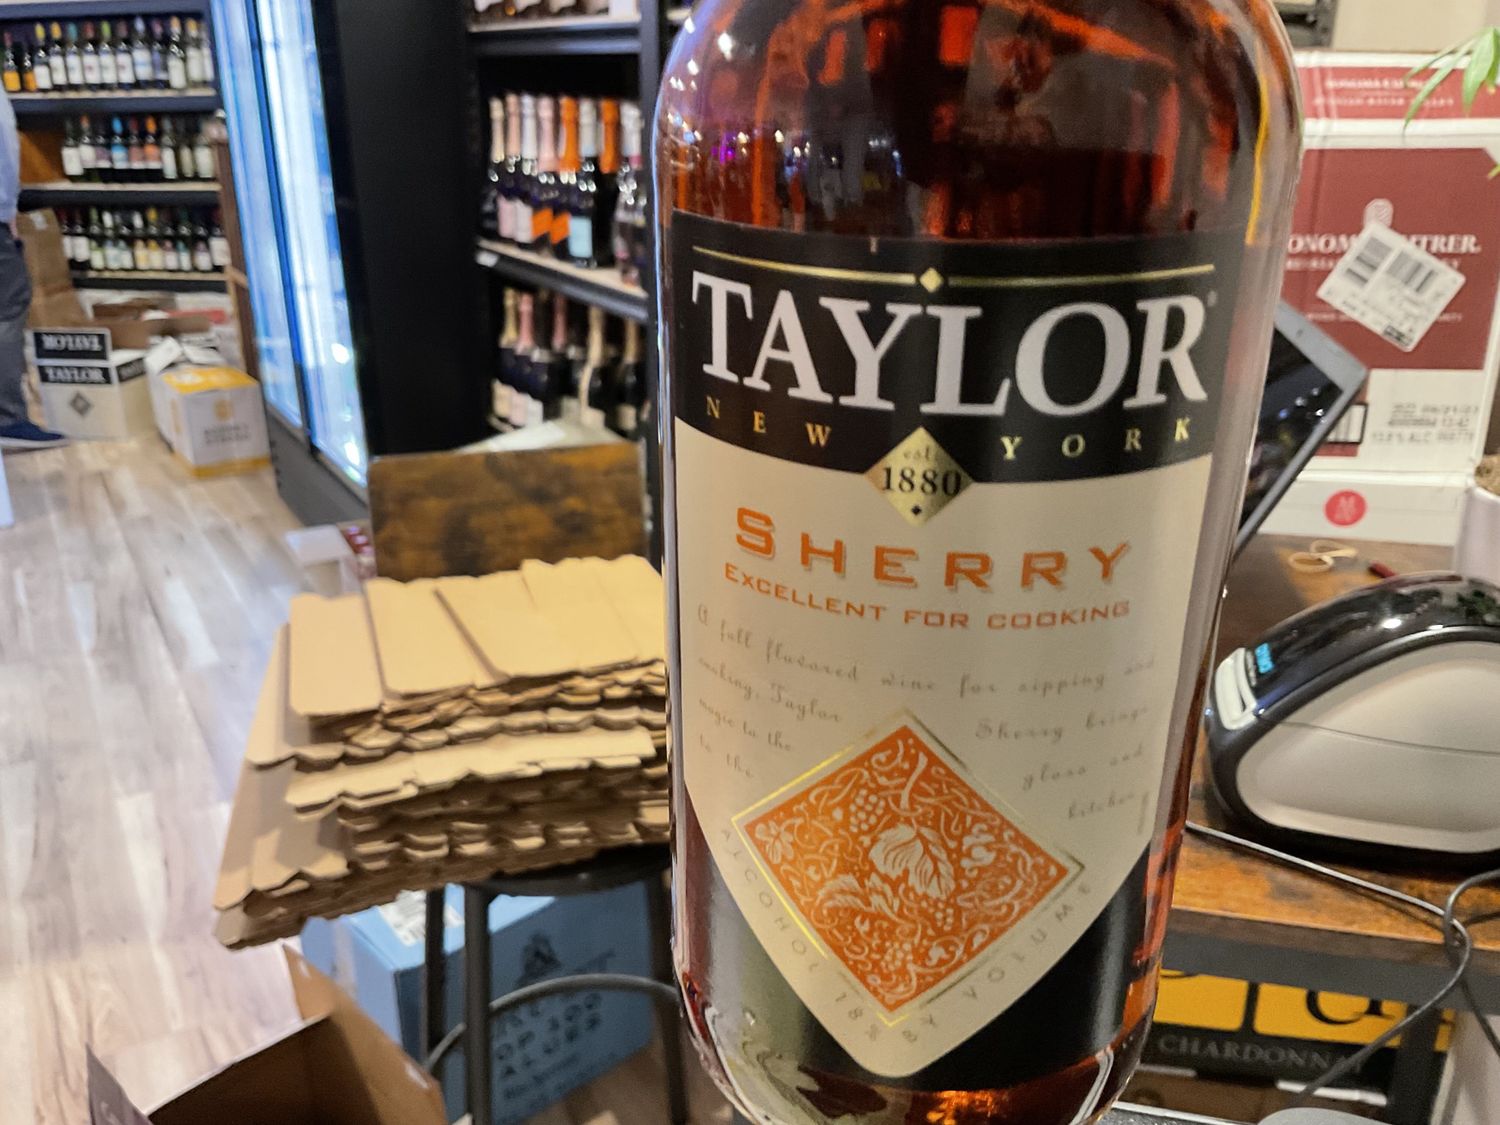 TAYLOR
NEW YORK
est.
1880
SHERRY
EXCELLENT FOR COOKING
A full flavored wine for sipping and
cooking, Taylor Sherry brings
magic to the glass and
to the kitchen
ALCOHOL 18% BY VOLUME
TAYLOR
TAYLOR
CHARDONNA